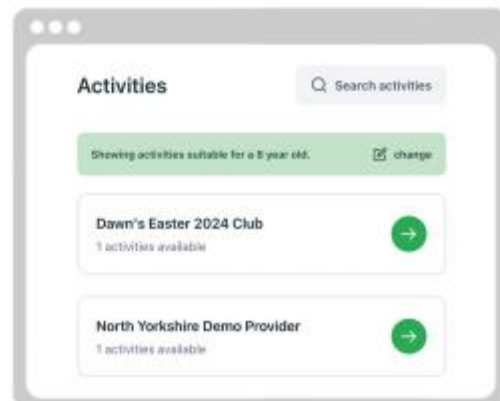 Activities
Search activities
Showing activities suitable for a 8 year old.
change
Dawn's Easter 2024 Club
1 activities available
North Yorkshire Demo Provider
1 activities available